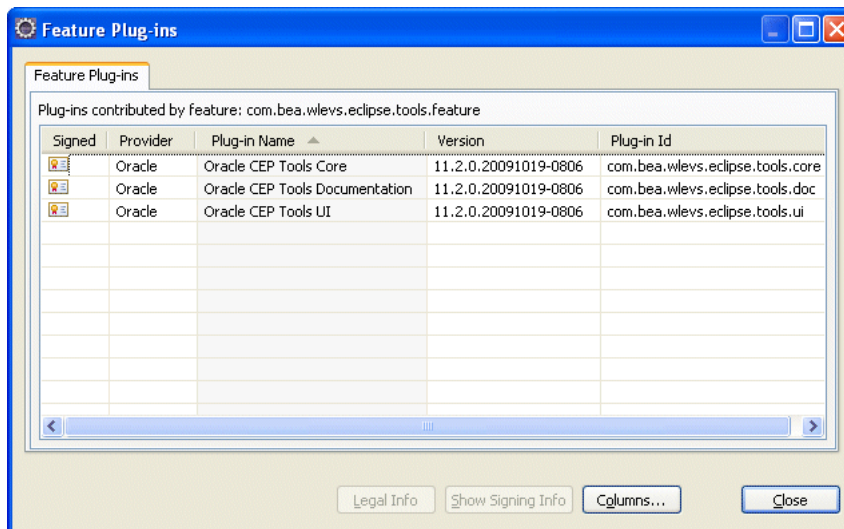 Feature Plug-ins
Feature Plug-ins
Plug-ins contributed by feature: com.bea.wlevs.eclipse.tools.feature
Signed Provider Plug-in Name Version Plug-in Id
Oracle Oracle CEP Tools Core 11.2.0.20091019-0806 com.bea.wlevs.eclipse.tools.core
Oracle Oracle CEP Tools Documentation 11.2.0.20091019-0806 com.bea.wlevs.eclipse.tools.doc
Oracle Oracle CEP Tools UI 11.2.0.20091019-0806 com.bea.wlevs.eclipse.tools.ui
Legal Info Show Signing Info Columns... Close